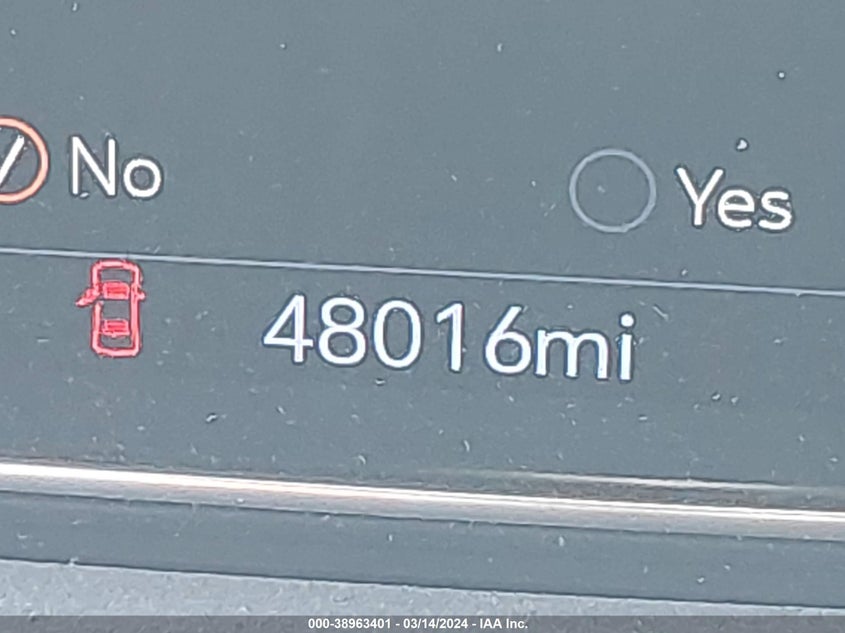 No Yes
48016mi
000-38963401 - 03/14/2024 - IAA Inc.